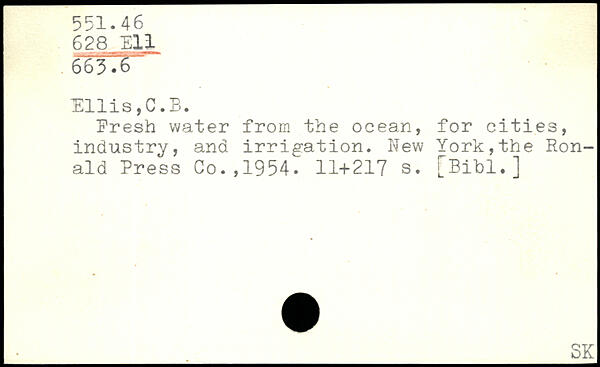 551.46
628 Ell
663.6
Ellis,C.B.
Fresh water from the ocean, for cities,
industry, and irrigation. New York,the Ron-
ald Press Co.,1954. 11+217 s. [Bibl.]
SK